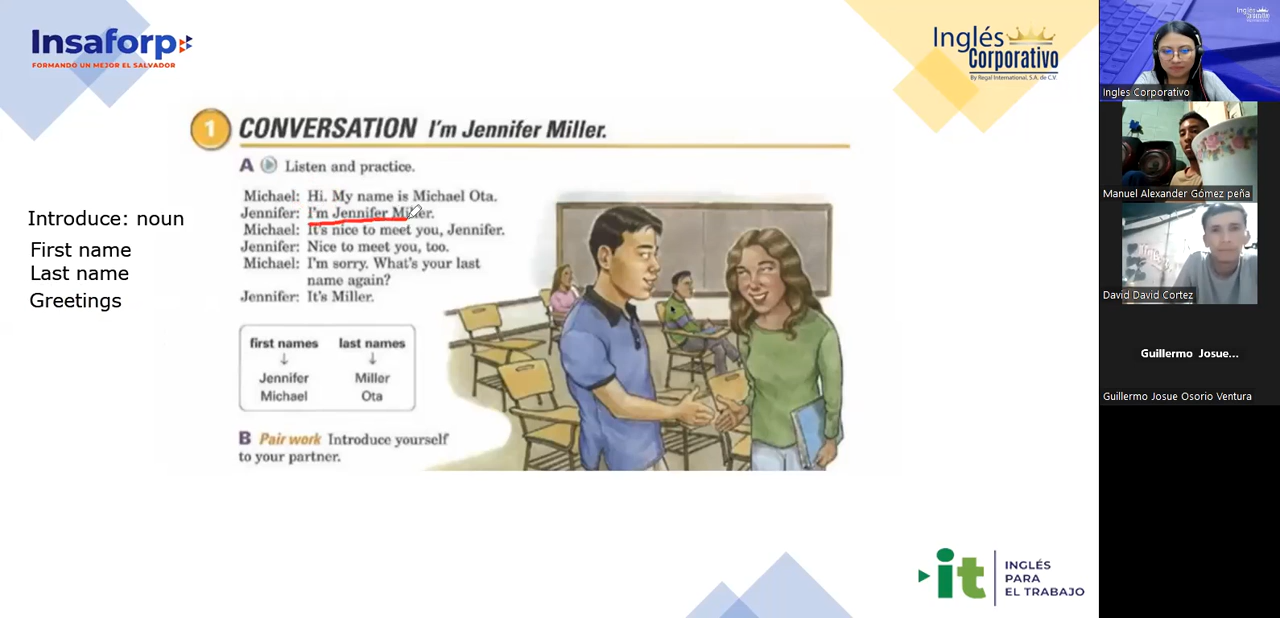 Insaforp
FORMANDO UN MEJOR EL SALVADOR
Inglés
Corporativo
By Regal International, S.A. de C.V.
1 CONVERSATION I'm Jennifer Miller.
A Listen and practice.
Michael: Hi. My name is Michael Ota.
Jennifer: I'm Jennifer Miller.
Michael: It's nice to meet you, Jennifer.
Jennifer: Nice to meet you, too.
Michael: I'm sorry. What's your last
name again?
Jennifer: It's Miller.
first names last names
Jennifer Miller
Michael Ota
B Pair work Introduce yourself
to your partner.
Introduce: noun
First name
Last name
Greetings
it INGLÉS
PARA
EL TRABAJO
Ingles Corporativo
Manuel Alexander Gómez peña
David David Cortez
Guillermo Josue...
Guillermo Josue Osorio Ventura